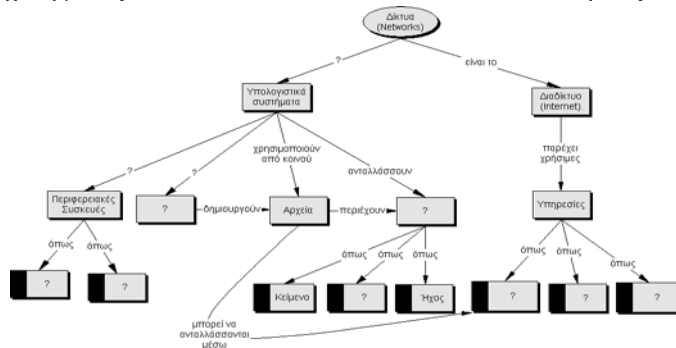 Δίκτυα
(Networks)
?
είναι το
Υπολογιστικά
συστήματα
Διαδίκτυο
(Internet)
?
?
χρησιμοποιούν
από κοινού
ανταλλάσσουν
παρέχει
χρήσιμες
Περιφερειακές
Συσκευές
?
δημιουργούν
Αρχεία
περιέχουν
?
Υπηρεσίες
όπως
όπως
όπως
όπως
όπως
όπως
όπως
όπως
?
?
Κείμενο
?
Ήχος
?
?
?
μπορεί να
ανταλλάσσονται
μέσω